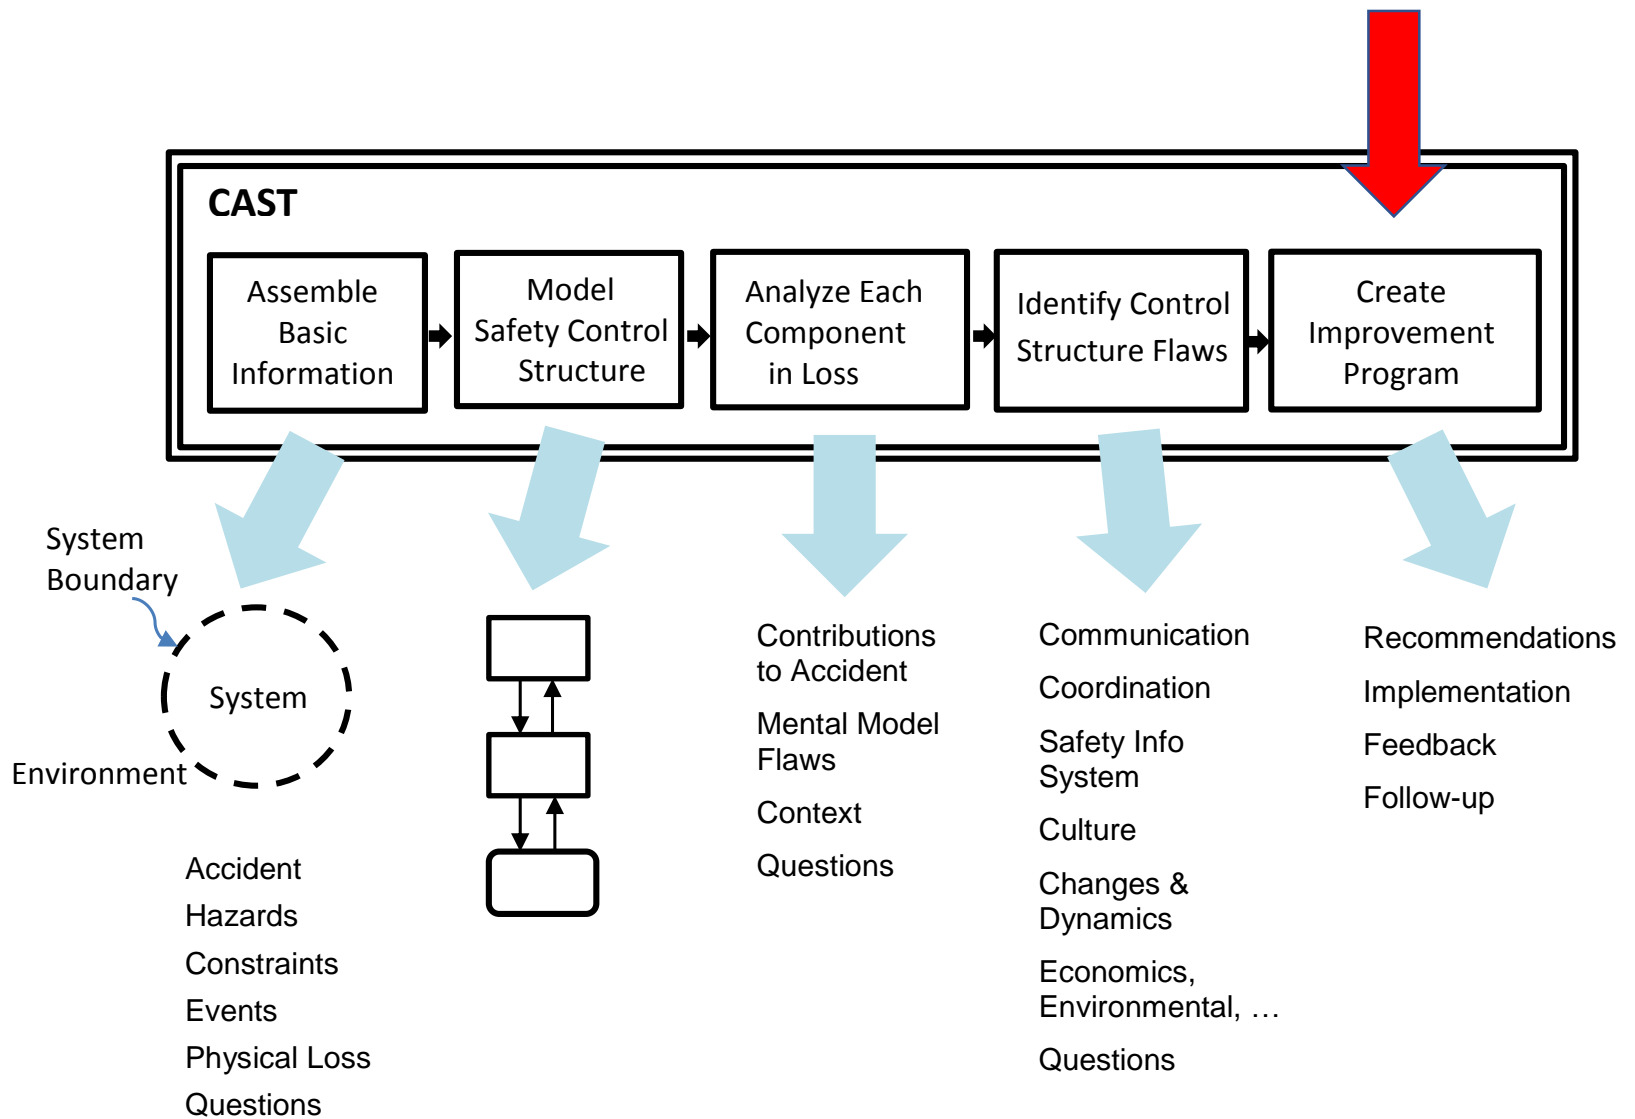 CAST
Assemble
Basic
Information
Model
Safety Control
Structure
Analyze Each
Component
in Loss
Identify Control
Structure Flaws
Create
Improvement
Program
System
Boundary
System
Environment
Accident
Hazards
Constraints
Events
Physical Loss
Questions
Contributions
to Accident
Mental Model
Flaws
Context
Questions
Communication
Coordination
Safety Info
System
Culture
Changes &
Dynamics
Economics,
Environmental, …
Questions
Recommendations
Implementation
Feedback
Follow-up